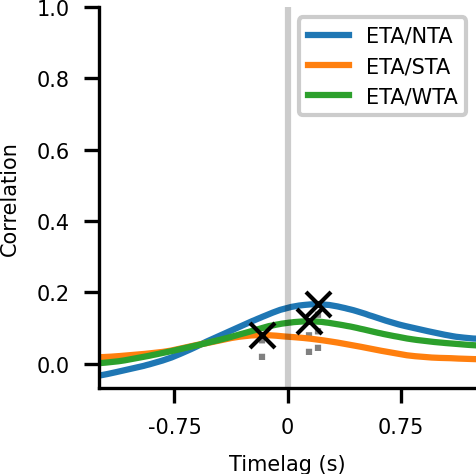 1.0
0.8
0.6
0.4
0.2
0.0
Correlation
ETA/NTA
ETA/STA
ETA/WTA
-0.75
0
0.75
Timelag (s)